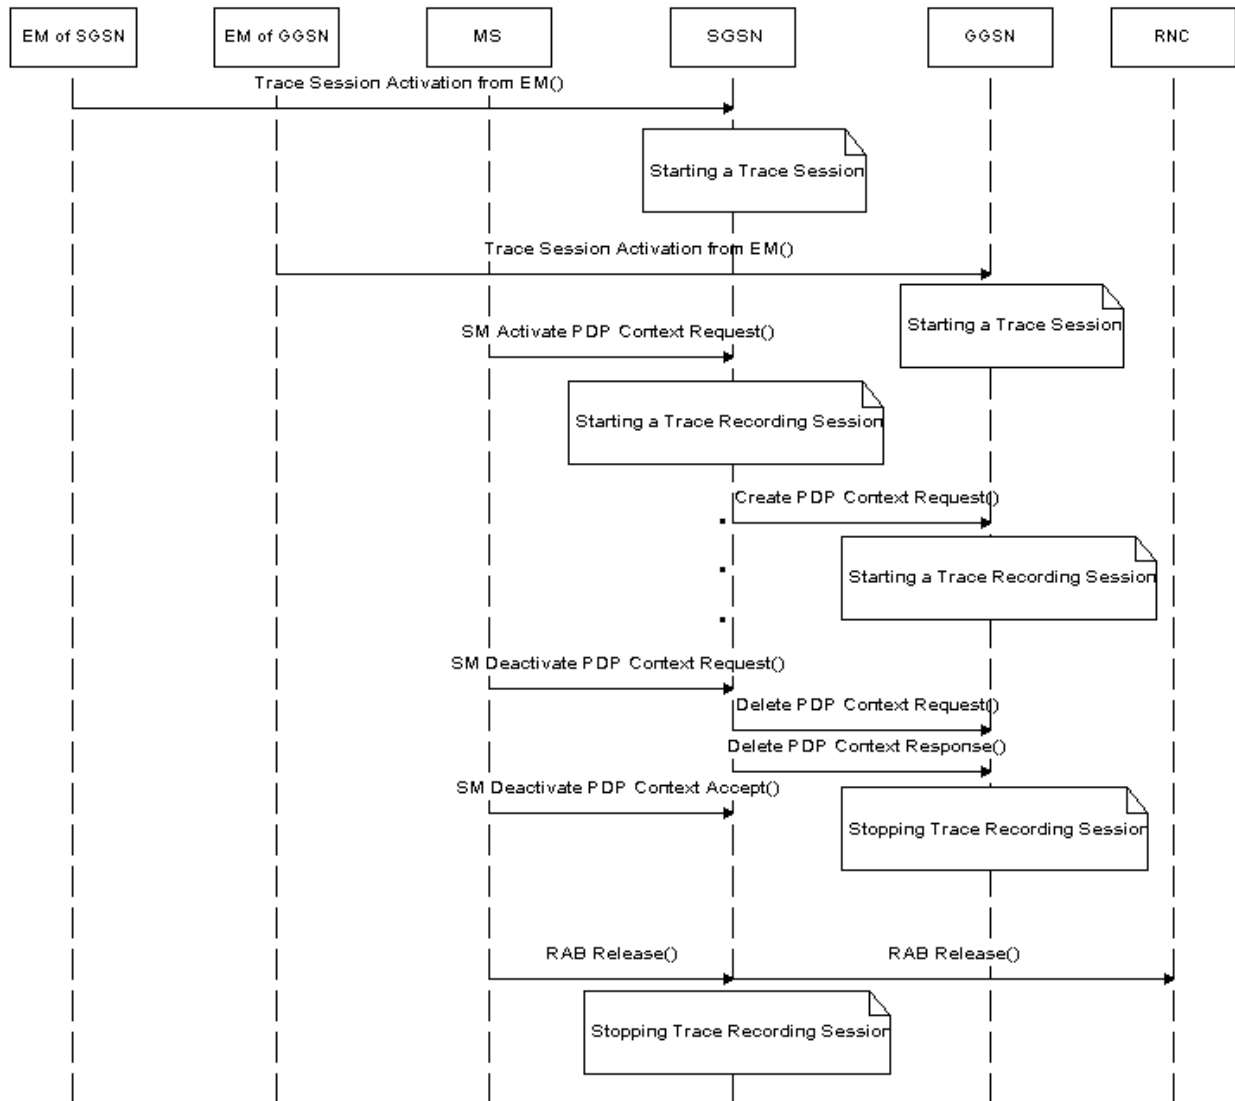 EM of SGSN
EM of GGSN
MS
SGSN
GGSN
RNC
Trace Session Activation from EM()
Starting a Trace Session
Trace Session Activation from EM()
Starting a Trace Session
SM Activate PDP Context Request()
Starting a Trace Recording Session
Create PDP Context Request()
Starting a Trace Recording Session
SM Deactivate PDP Context Request()
Delete PDP Context Request()
Delete PDP Context Response()
SM Deactivate PDP Context Accept()
Stopping Trace Recording Session
RAB Release()
RAB Release()
Stopping Trace Recording Session